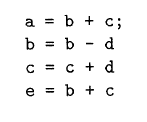 a = b + c;
b = b - d
c = c + d
e = b + c